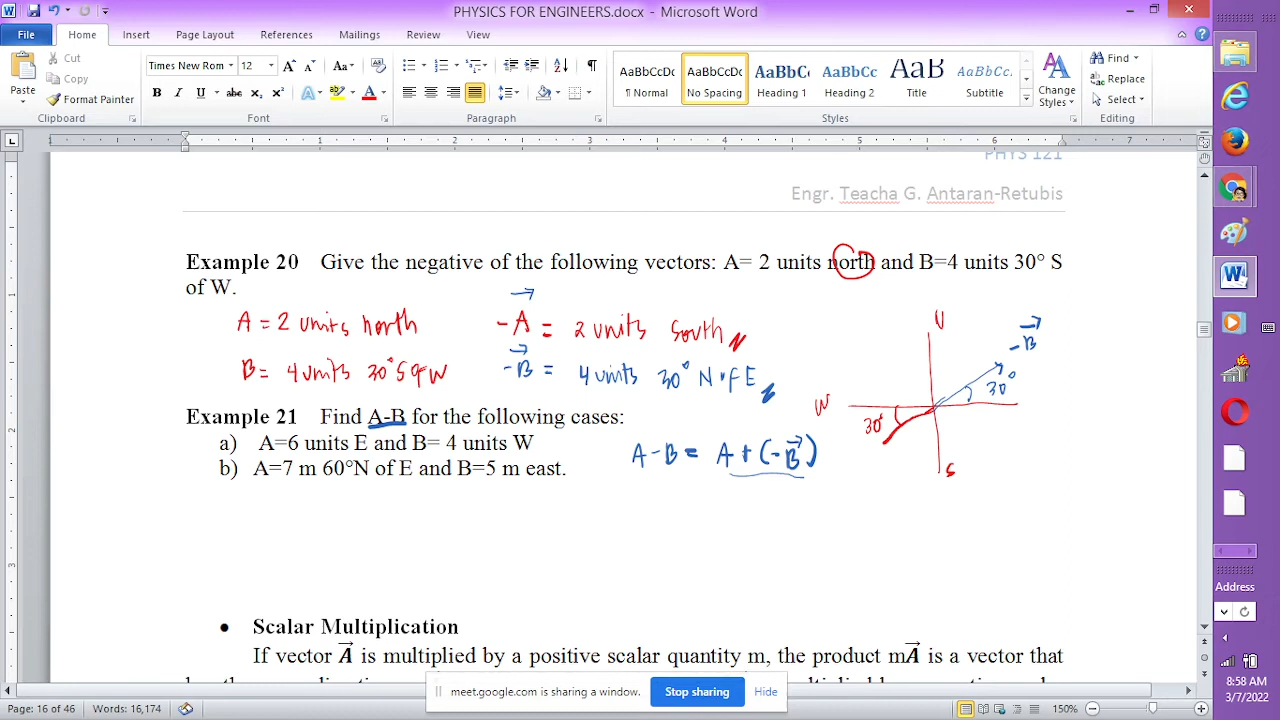 PHYSICS FOR ENGINEERS.docx - Microsoft Word
File Home Insert Page Layout References Mailings Review View
Cut
Copy
Format Painter
Paste
Clipboard
Times New Rom 12
Font
Paragraph
AaBbCcDc AaBbCcDc AaBbCc AaBbCc AaB AaBbCcL
¶ Normal No Spacing Heading 1 Heading 2 Title Subtitle
Change Styles
Styles
Find
Replace
Select
Editing
PHYS 121
Engr. Teacha G. Antaran-Retubis
Example 20 Give the negative of the following vectors: A= 2 units north and B=4 units 30° S
of W.
A = 2 units north -A = 2 units south
B = 4 units 30° S of W -B = 4 units 30° N of E
-B
30°
W
30°
S
Example 21 Find A-B for the following cases:
a) A=6 units E and B= 4 units W
b) A=7 m 60°N of E and B=5 m east.
A - B = A + (-B)
• Scalar Multiplication
If vector A is multiplied by a positive scalar quantity m, the product mA is a vector that
meet.google.com is sharing a window. Stop sharing Hide
Page: 16 of 46 Words: 16,174 150%
Address
8:58 AM
3/7/2022